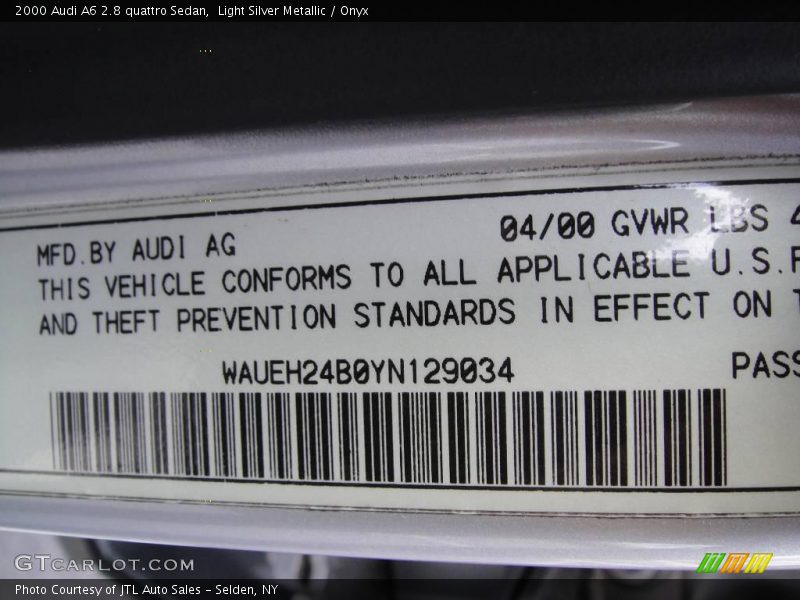 2000 Audi A6 2.8 quattro Sedan,  Light Silver Metallic / Onyx
MFD.BY AUDI AG 04/00 GVWR LBS
THIS VEHICLE CONFORMS TO ALL APPLICABLE U.S.F
AND THEFT PREVENTION STANDARDS IN EFFECT ON T
WAUEH24B0YN129034 PASS
GTCARLOT.COM
Photo Courtesy of JTL Auto Sales - Selden, NY